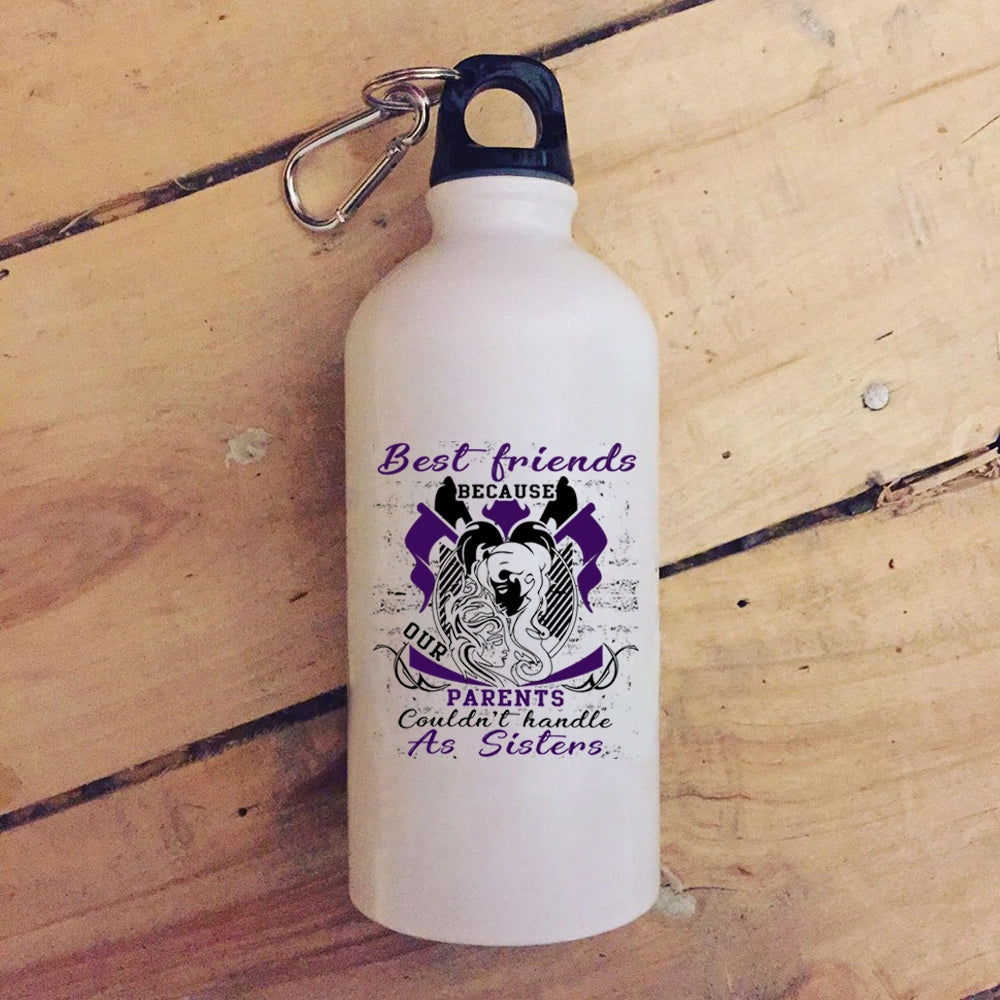 Best friends
BECAUSE
OUR
PARENTS
Couldn't handle
As Sisters